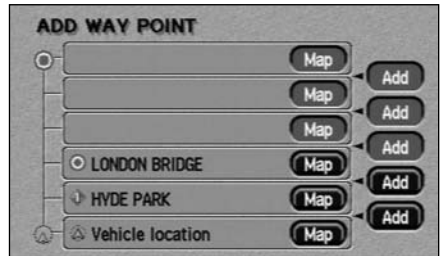 ADD WAY POINT
Map
Add
Map
Add
Map
Add
LONDON BRIDGE Map
Add
HYDE PARK Map
Add
Vehicle location Map